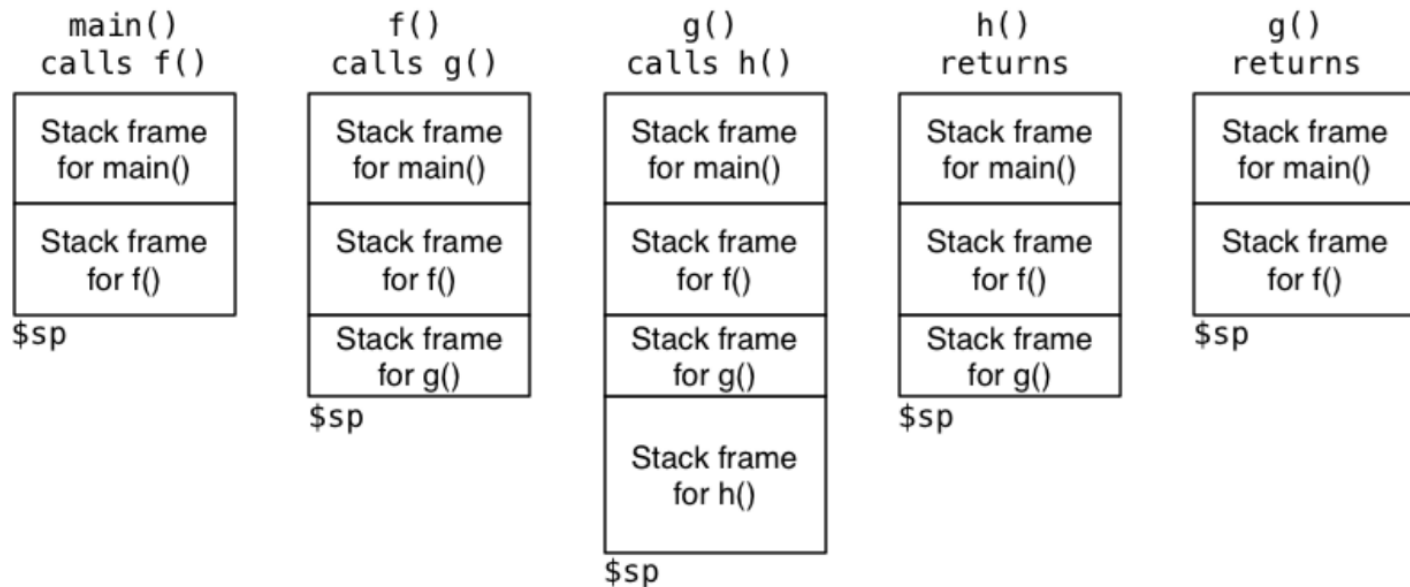 main()
calls f()
Stack frame
for main()
Stack frame
for f()
$sp
f()
calls g()
Stack frame
for main()
Stack frame
for f()
Stack frame
for g()
$sp
g()
calls h()
Stack frame
for main()
Stack frame
for f()
Stack frame
for g()
Stack frame
for h()
$sp
h()
returns
Stack frame
for main()
Stack frame
for f()
Stack frame
for g()
$sp
g()
returns
Stack frame
for main()
Stack frame
for f()
$sp